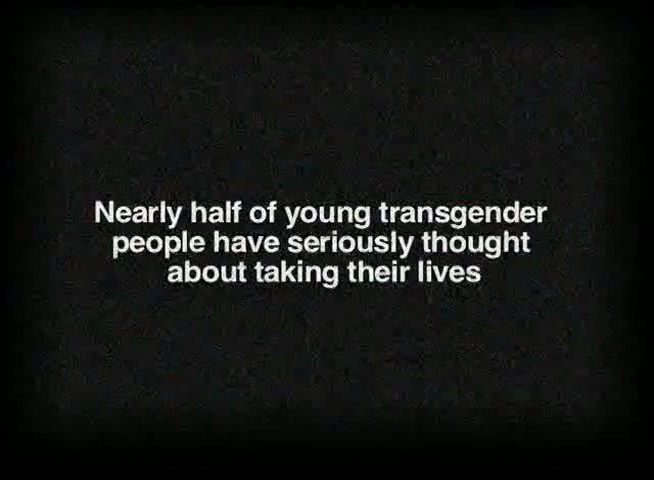 Nearly half of young transgender
people have seriously thought
about taking their lives